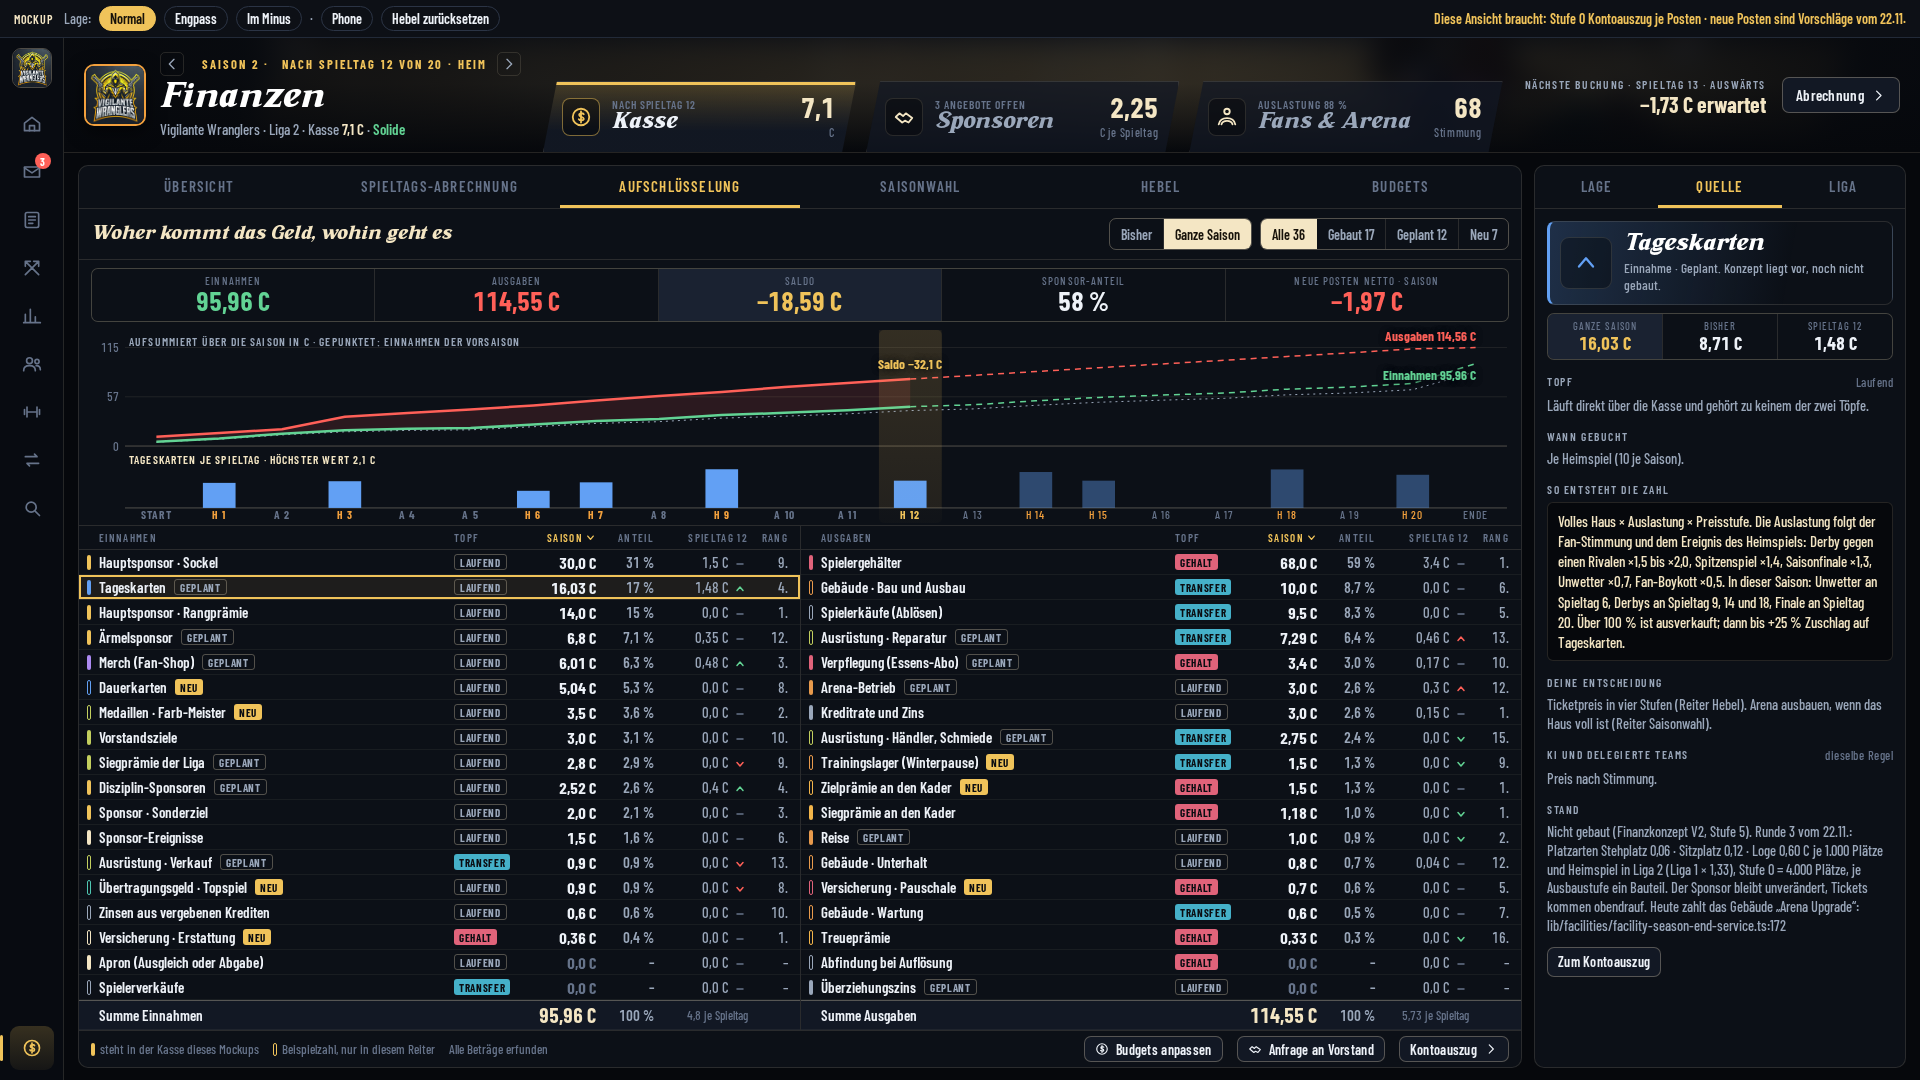 MOCKUP Lage: Normal Engpass Im Minus · Phone Hebel zurücksetzen
Diese Ansicht braucht: Stufe 0 Kontoauszug je Posten · neue Posten sind Vorschläge vom 22.11.
3
SAISON 2 · NACH SPIELTAG 12 VON 20 · HEIM
Finanzen
Vigilante Wranglers · Liga 2 · Kasse 7,1 C · Solide
VIGILANTE WRANGLERS
NACH SPIELTAG 12
Kasse
7,1
C
3 ANGEBOTE OFFEN
Sponsoren
2,25
C je Spieltag
AUSLASTUNG 88 %
Fans & Arena
68
Stimmung
NÄCHSTE BUCHUNG · SPIELTAG 13 · AUSWÄRTS
−1,73 C erwartet
Abrechnung
ÜBERSICHT SPIELTAGS-ABRECHNUNG AUFSCHLÜSSELUNG SAISONWAHL HEBEL BUDGETS
Woher kommt das Geld, wohin geht es
Bisher Ganze Saison Alle 36 Gebaut 17 Geplant 12 Neu 7
EINNAHMEN
95,96 C
AUSGABEN
114,55 C
SALDO
−18,59 C
SPONSOR-ANTEIL
58 %
NEUE POSTEN NETTO · SAISON
−1,97 C
AUFSUMMIERT ÜBER DIE SAISON IN C · GEPUNKTET: EINNAHMEN DER VORSAISON
115
57
0
Saldo −32,1 C
Ausgaben 114,56 C
Einnahmen 95,96 C
TAGESKARTEN JE SPIELTAG · HÖCHSTER WERT 2,1 C
START H 1 A 2 H 3 A 4 A 5 H 6 H 7 A 8 H 9 A 10 A 11 H 12 A 13 H 14 H 15 A 16 A 17 H 18 A 19 H 20 ENDE
EINNAHMEN TOPF SAISON ANTEIL SPIELTAG 12 RANG
Hauptsponsor · Sockel LAUFEND 30,0 C 31 % 1,5 C – 9.
Tageskarten GEPLANT LAUFEND 16,03 C 17 % 1,48 C 4.
Hauptsponsor · Rangprämie LAUFEND 14,0 C 15 % 0,0 C – 1.
Ärmelsponsor GEPLANT LAUFEND 6,8 C 7,1 % 0,35 C – 12.
Merch (Fan-Shop) GEPLANT LAUFEND 6,01 C 6,3 % 0,48 C 3.
Dauerkarten NEU LAUFEND 5,04 C 5,3 % 0,0 C – 8.
Medaillen · Farb-Meister NEU LAUFEND 3,5 C 3,6 % 0,0 C – 2.
Vorstandsziele LAUFEND 3,0 C 3,1 % 0,0 C – 10.
Siegprämie der Liga GEPLANT LAUFEND 2,8 C 2,9 % 0,0 C 9.
Disziplin-Sponsoren GEPLANT LAUFEND 2,52 C 2,6 % 0,4 C 4.
Sponsor · Sonderziel LAUFEND 2,0 C 2,1 % 0,0 C – 3.
Sponsor-Ereignisse LAUFEND 1,5 C 1,6 % 0,0 C – 6.
Ausrüstung · Verkauf GEPLANT TRANSFER 0,9 C 0,9 % 0,0 C 13.
Übertragungsgeld · Topspiel NEU LAUFEND 0,9 C 0,9 % 0,0 C 8.
Zinsen aus vergebenen Krediten LAUFEND 0,6 C 0,6 % 0,0 C – 10.
Versicherung · Erstattung NEU GEHALT 0,36 C 0,4 % 0,0 C – 1.
Apron (Ausgleich oder Abgabe) LAUFEND 0,0 C – 0,0 C – –
Spielerverkäufe TRANSFER 0,0 C – 0,0 C – –
Summe Einnahmen 95,96 C 100 % 4,8 je Spieltag
AUSGABEN TOPF SAISON ANTEIL SPIELTAG 12 RANG
Spielergehälter GEHALT 68,0 C 59 % 3,4 C – 1.
Gebäude · Bau und Ausbau TRANSFER 10,0 C 8,7 % 0,0 C – 6.
Spielerkäufe (Ablösen) TRANSFER 9,5 C 8,3 % 0,0 C – 5.
Ausrüstung · Reparatur GEPLANT TRANSFER 7,29 C 6,4 % 0,46 C 13.
Verpflegung (Essens-Abo) GEPLANT GEHALT 3,4 C 3,0 % 0,17 C – 10.
Arena-Betrieb GEPLANT LAUFEND 3,0 C 2,6 % 0,3 C 12.
Kreditrate und Zins LAUFEND 3,0 C 2,6 % 0,15 C – 1.
Ausrüstung · Händler, Schmiede GEPLANT TRANSFER 2,75 C 2,4 % 0,0 C 15.
Trainingslager (Winterpause) NEU TRANSFER 1,5 C 1,3 % 0,0 C 9.
Zielprämie an den Kader NEU GEHALT 1,5 C 1,3 % 0,0 C – 1.
Siegprämie an den Kader GEHALT 1,18 C 1,0 % 0,0 C 1.
Reise GEPLANT LAUFEND 1,0 C 0,9 % 0,0 C 2.
Gebäude · Unterhalt LAUFEND 0,8 C 0,7 % 0,04 C – 12.
Versicherung · Pauschale NEU GEHALT 0,7 C 0,6 % 0,0 C – 5.
Gebäude · Wartung TRANSFER 0,6 C 0,5 % 0,0 C – 7.
Treueprämie GEHALT 0,33 C 0,3 % 0,0 C 16.
Abfindung bei Auflösung GEHALT 0,0 C – 0,0 C – –
Überziehungszins GEPLANT LAUFEND 0,0 C – 0,0 C – –
Summe Ausgaben 114,55 C 100 % 5,73 je Spieltag
steht in der Kasse dieses Mockups Beispielzahl, nur in diesem Reiter Alle Beträge erfunden
Budgets anpassen Anfrage an Vorstand Kontoauszug
LAGE QUELLE LIGA
Tageskarten
Einnahme · Geplant. Konzept liegt vor, noch nicht
gebaut.
GANZE SAISON
16,03 C
BISHER
8,71 C
SPIELTAG 12
1,48 C
TOPF Laufend
Läuft direkt über die Kasse und gehört zu keinem der zwei Töpfe.
WANN GEBUCHT
Je Heimspiel (10 je Saison).
SO ENTSTEHT DIE ZAHL
Volles Haus × Auslastung × Preisstufe. Die Auslastung folgt der
Fan-Stimmung und dem Ereignis des Heimspiels: Derby gegen
einen Rivalen ×1,5 bis ×2,0, Spitzenspiel ×1,4, Saisonfinale ×1,3,
Unwetter ×0,7, Fan-Boykott ×0,5. In dieser Saison: Unwetter an
Spieltag 6, Derbys an Spieltag 9, 14 und 18, Finale an Spieltag
20. Über 100 % ist ausverkauft; dann bis +25 % Zuschlag auf
Tageskarten.
DEINE ENTSCHEIDUNG
Ticketpreis in vier Stufen (Reiter Hebel). Arena ausbauen, wenn das
Haus voll ist (Reiter Saisonwahl).
KI UND DELEGIERTE TEAMS dieselbe Regel
Preis nach Stimmung.
STAND
Nicht gebaut (Finanzkonzept V2, Stufe 5). Runde 3 vom 22.11.:
Platzarten Stehplatz 0,06 · Sitzplatz 0,12 · Loge 0,60 C je 1.000 Plätze
und Heimspiel in Liga 2 (Liga 1 × 1,33), Stufe 0 = 4.000 Plätze, je
Ausbaustufe ein Bauteil. Der Sponsor bleibt unverändert, Tickets
kommen obendrauf. Heute zahlt das Gebäude „Arena Upgrade“:
lib/facilities/facility-season-end-service.ts:172
Zum Kontoauszug